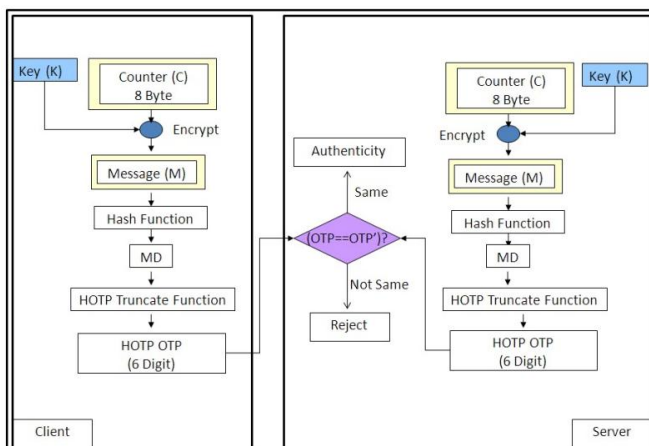 Key (K)
Counter (C)
8 Byte
Encrypt
Message (M)
Hash Function
MD
HOTP Truncate Function
HOTP OTP
(6 Digit)
Client
Authenticity
Same
(OTP==OTP’)?
Not Same
Reject
Counter (C)
8 Byte
Key (K)
Encrypt
Message (M)
Hash Function
MD
HOTP Truncate Function
HOTP OTP
(6 Digit)
Server